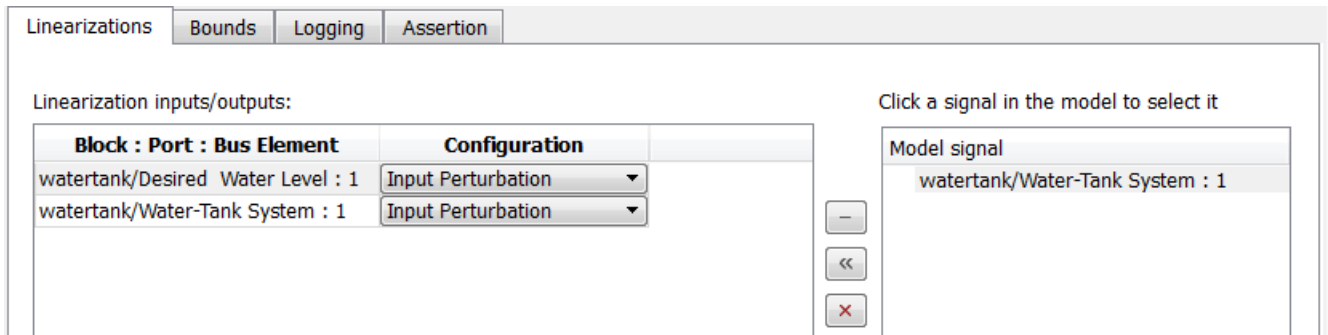 Linearizations Bounds Logging Assertion
Linearization inputs/outputs: Click a signal in the model to select it
Block : Port : Bus Element Configuration Model signal
watertank/Desired  Water Level : 1 Input Perturbation watertank/Water-Tank System : 1
watertank/Water-Tank System : 1 Input Perturbation
−
«
×